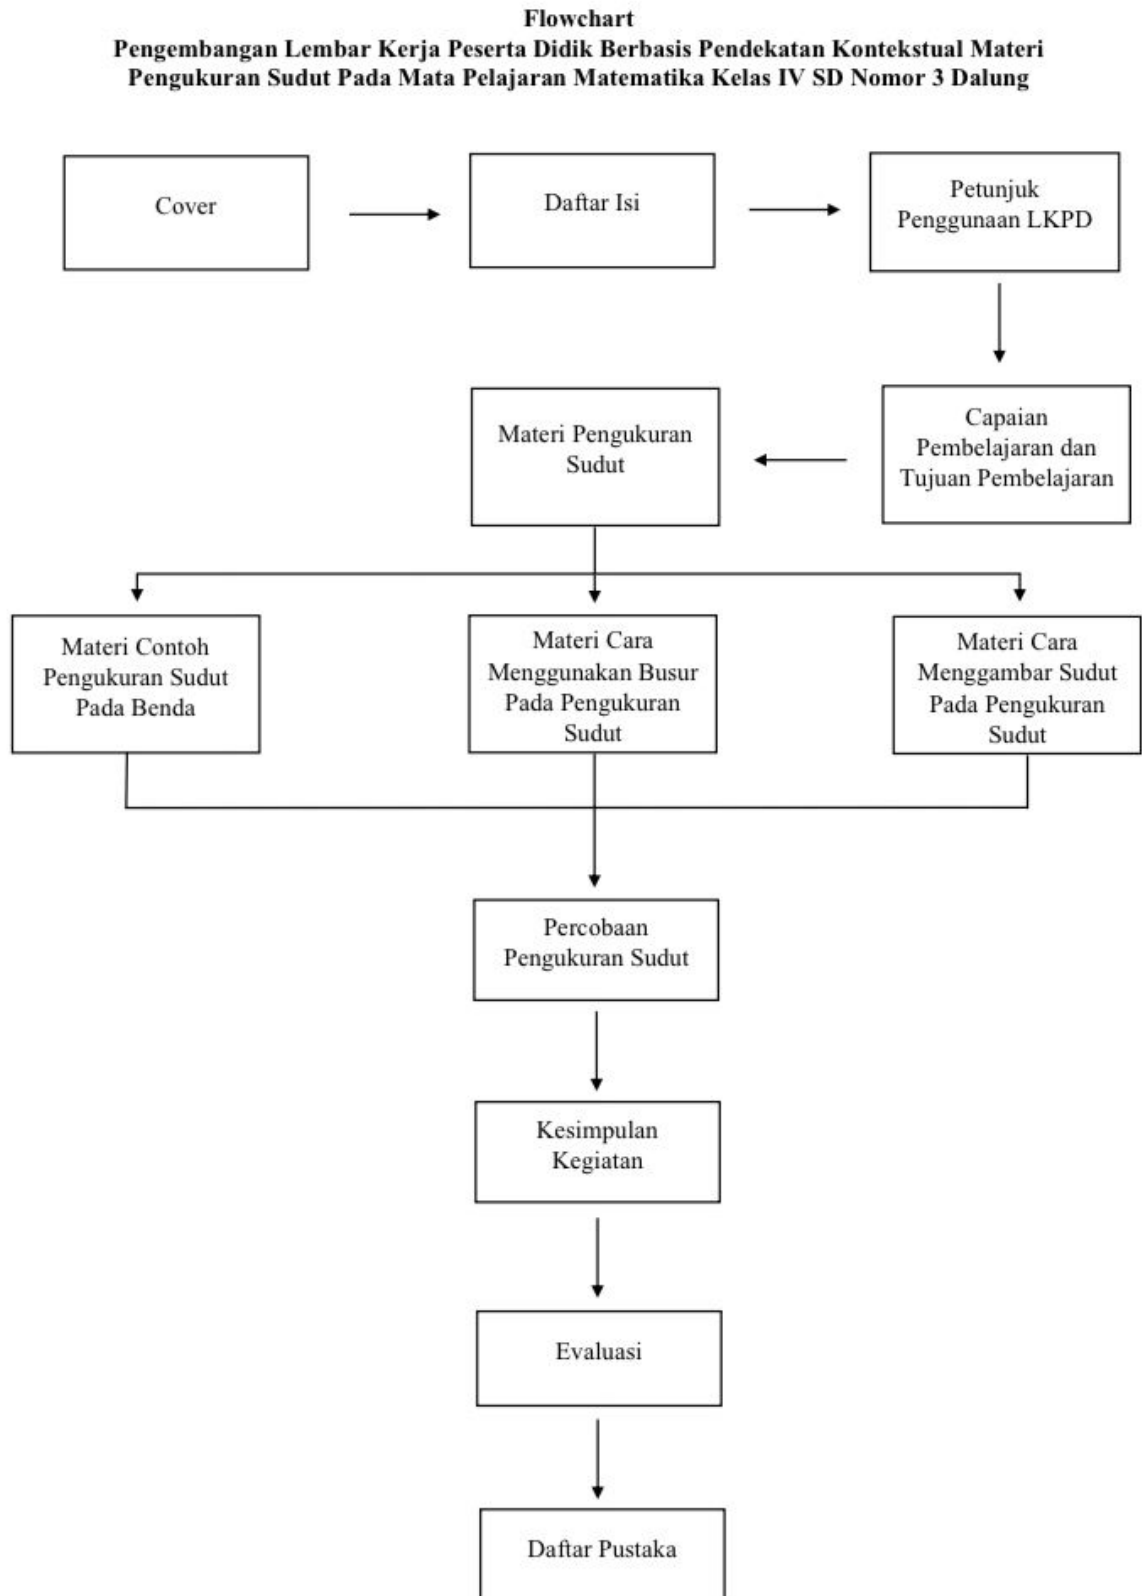 Flowchart
Pengembangan Lembar Kerja Peserta Didik Berbasis Pendekatan Kontekstual Materi
Pengukuran Sudut Pada Mata Pelajaran Matematika Kelas IV SD Nomor 3 Dalung
Cover
Daftar Isi
Petunjuk
Penggunaan LKPD
Capaian
Pembelajaran dan
Tujuan Pembelajaran
Materi Pengukuran
Sudut
Materi Contoh
Pengukuran Sudut
Pada Benda
Materi Cara
Menggunakan Busur
Pada Pengukuran
Sudut
Materi Cara
Menggambar Sudut
Pada Pengukuran
Sudut
Percobaan
Pengukuran Sudut
Kesimpulan
Kegiatan
Evaluasi
Daftar Pustaka